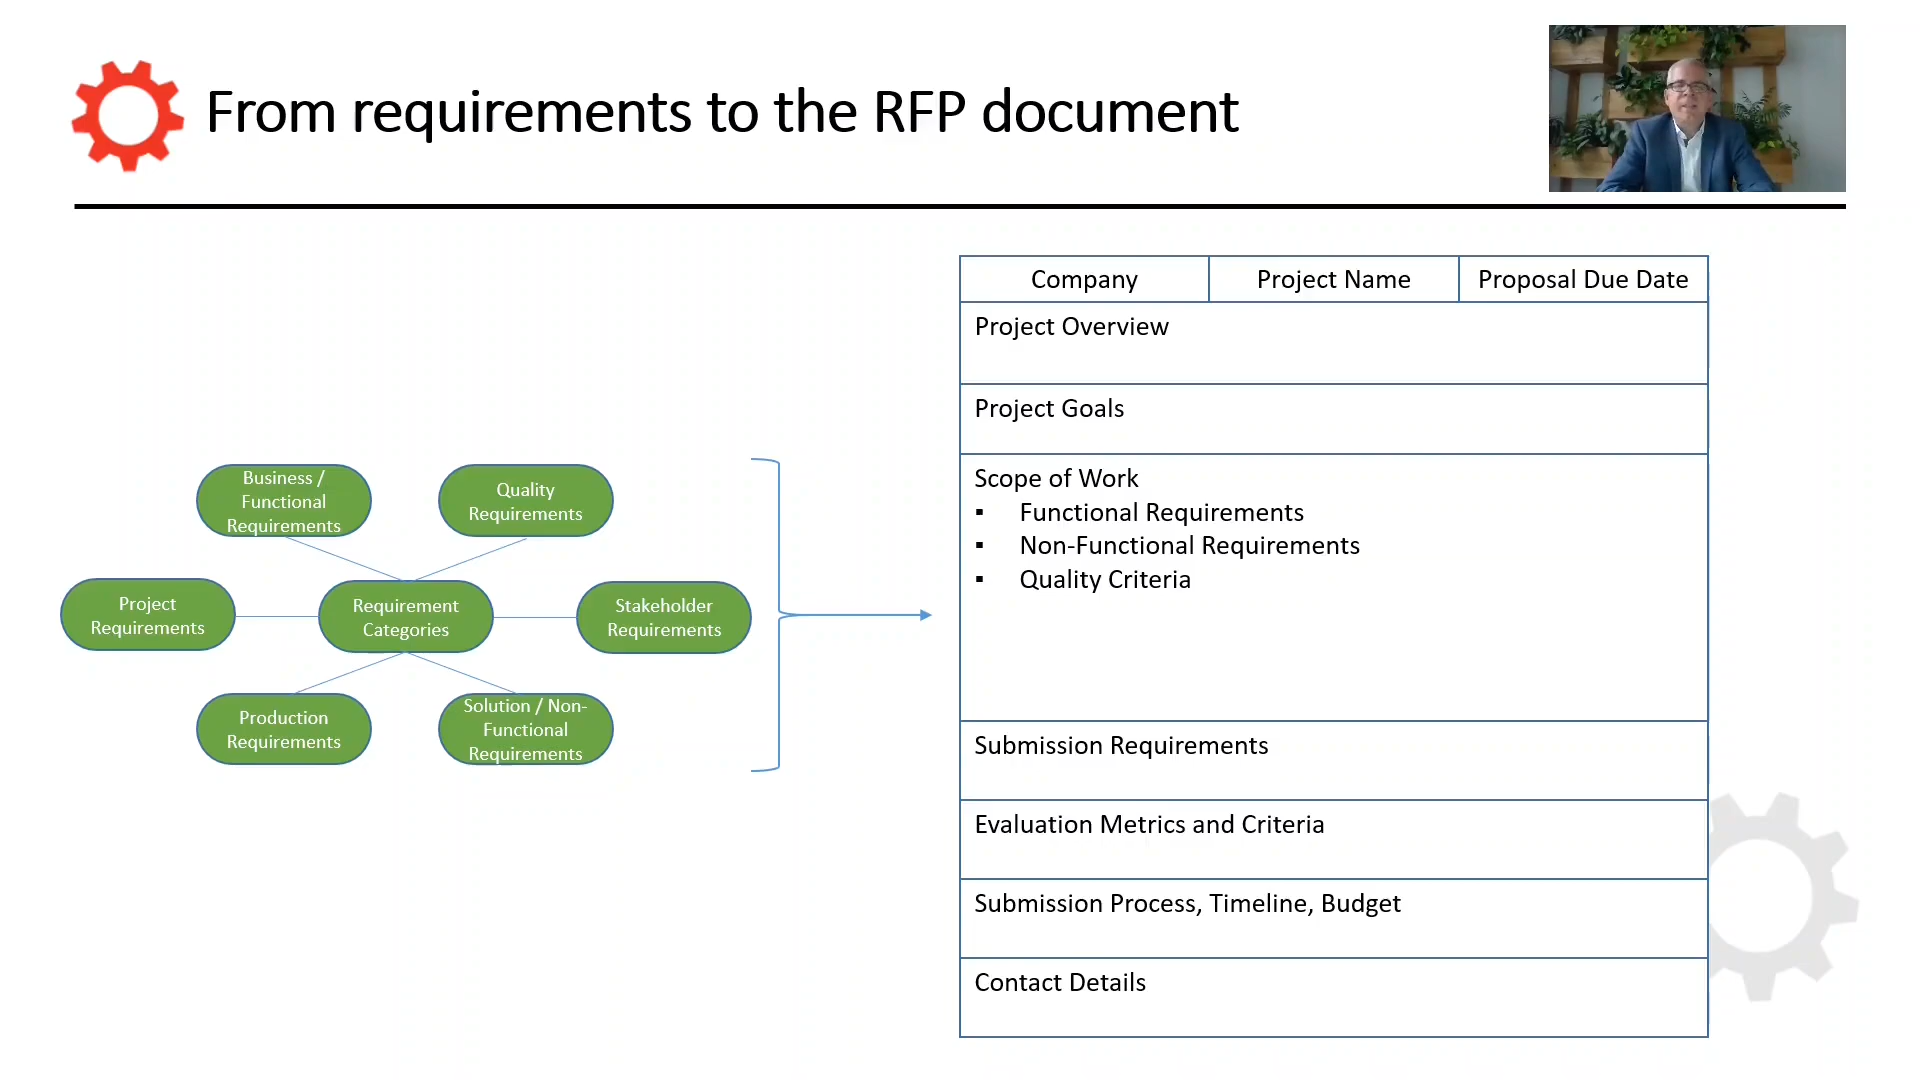 From requirements to the RFP document
Business /
Functional
Requirements
Quality
Requirements
Project
Requirements
Requirement
Categories
Stakeholder
Requirements
Production
Requirements
Solution / Non-
Functional
Requirements
Company
Project Name
Proposal Due Date
Project Overview
Project Goals
Scope of Work
▪ Functional Requirements
▪ Non-Functional Requirements
▪ Quality Criteria
Submission Requirements
Evaluation Metrics and Criteria
Submission Process, Timeline, Budget
Contact Details